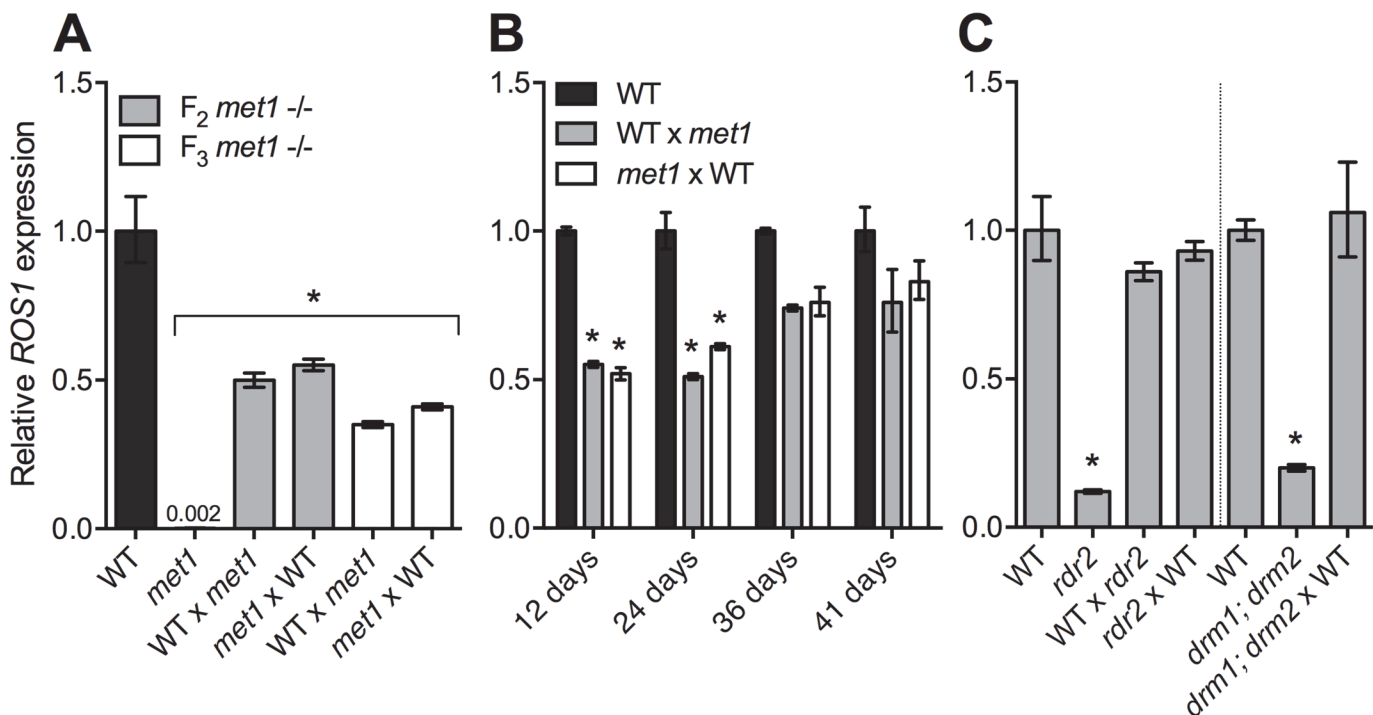 A
B
C
Relative ROS1 expression
1.5
1.0
0.5
0.0
F2 met1 -/-
F3 met1 -/-
*
0.002
WT
met1
WT x met1
met1 x WT
WT x met1
met1 x WT
1.5
1.0
0.5
0.0
WT
WT x met1
met1 x WT
* * * *
12 days
24 days
36 days
41 days
1.5
1.0
0.5
0.0
* *
WT
rdr2
WT x rdr2
rdr2 x WT
WT
drm1; drm2
drm1; drm2 x WT